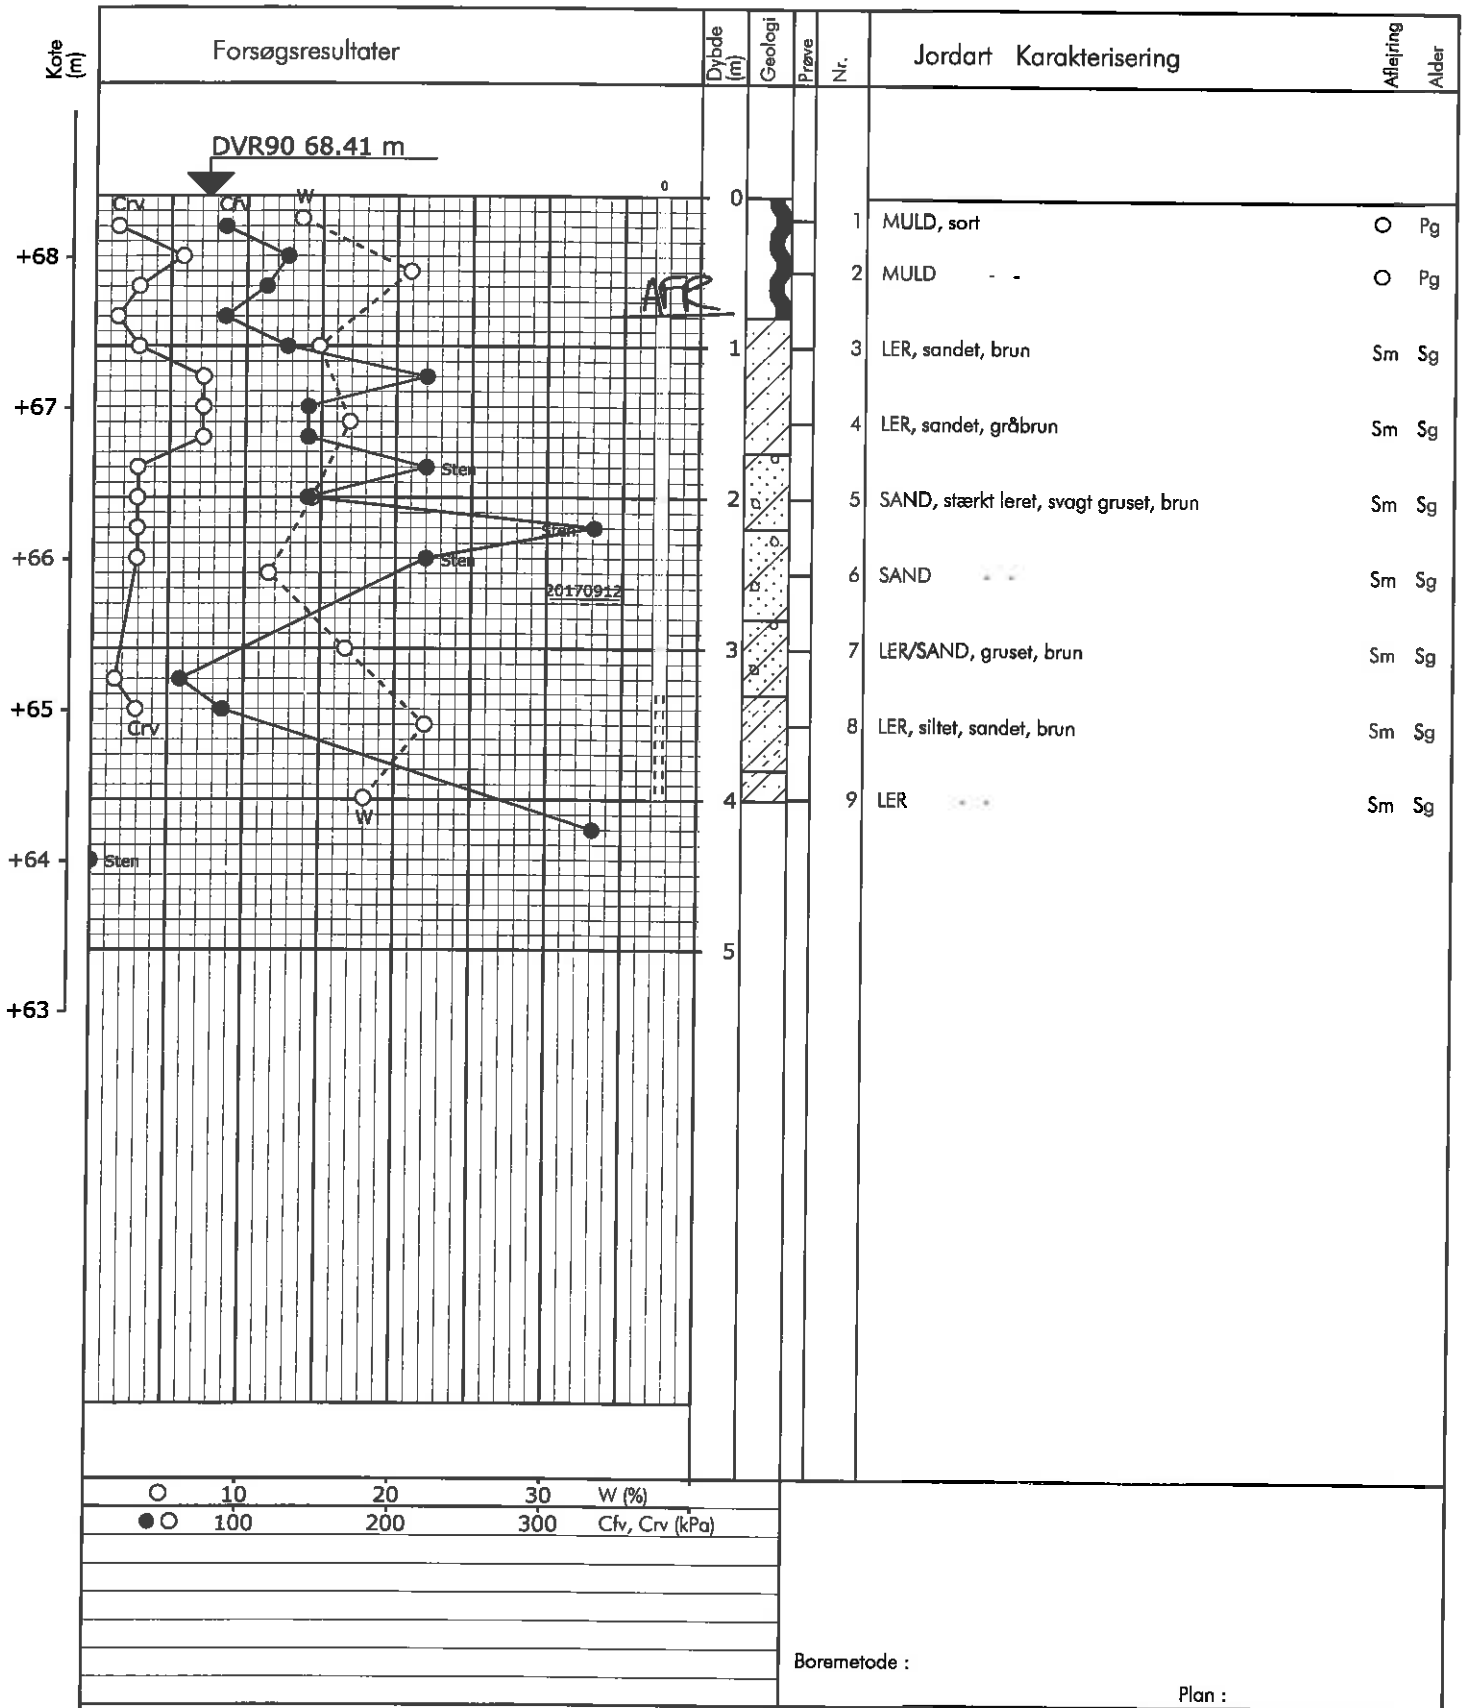 Kote (m) Forsøgsresultater Dybde (m) Geologi Prøve Nr. Jordart Karakterisering Aflejring Alder
DVR90 68.41 m
Crv Cfv W 0 0
1 MULD, sort O Pg
+68
2 MULD - - O Pg
1 3 LER, sandet, brun Sm Sg
+67
4 LER, sandet, gråbrun Sm Sg
Sten
2 5 SAND, stærkt leret, svagt gruset, brun Sm Sg
Sten
+66 Sten
6 SAND - - Sm Sg
20170912
3 7 LER/SAND, gruset, brun Sm Sg
+65
Crv 8 LER, siltet, sandet, brun Sm Sg
4 9 LER - - Sm Sg
W
+64 Sten
5
+63
10 20 30 W (%)
100 200 300 Cfv, Crv (kPa)
Boremetode :
Plan :